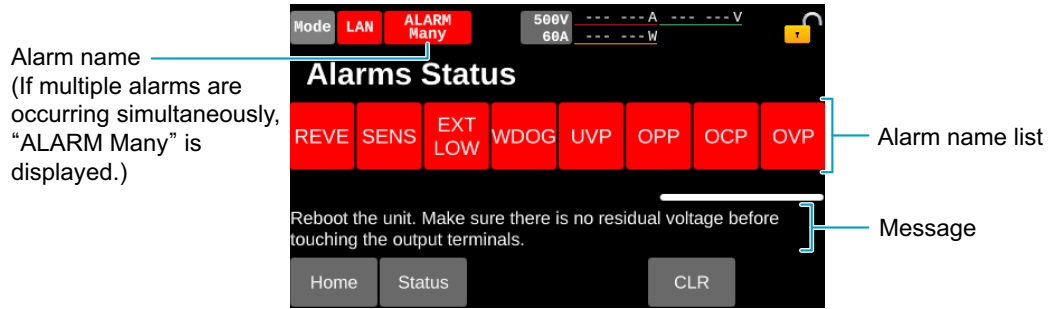 Mode LAN ALARM Many 500V 60A --- ---A --- ---V --- ---W
Alarm name
(If multiple alarms are
occurring simultaneously,
“ALARM Many” is
displayed.)
Alarms Status
REVE SENS EXT LOW WDOG UVP OPP OCP OVP
Alarm name list
Reboot the unit. Make sure there is no residual voltage before
touching the output terminals.
Message
Home Status CLR